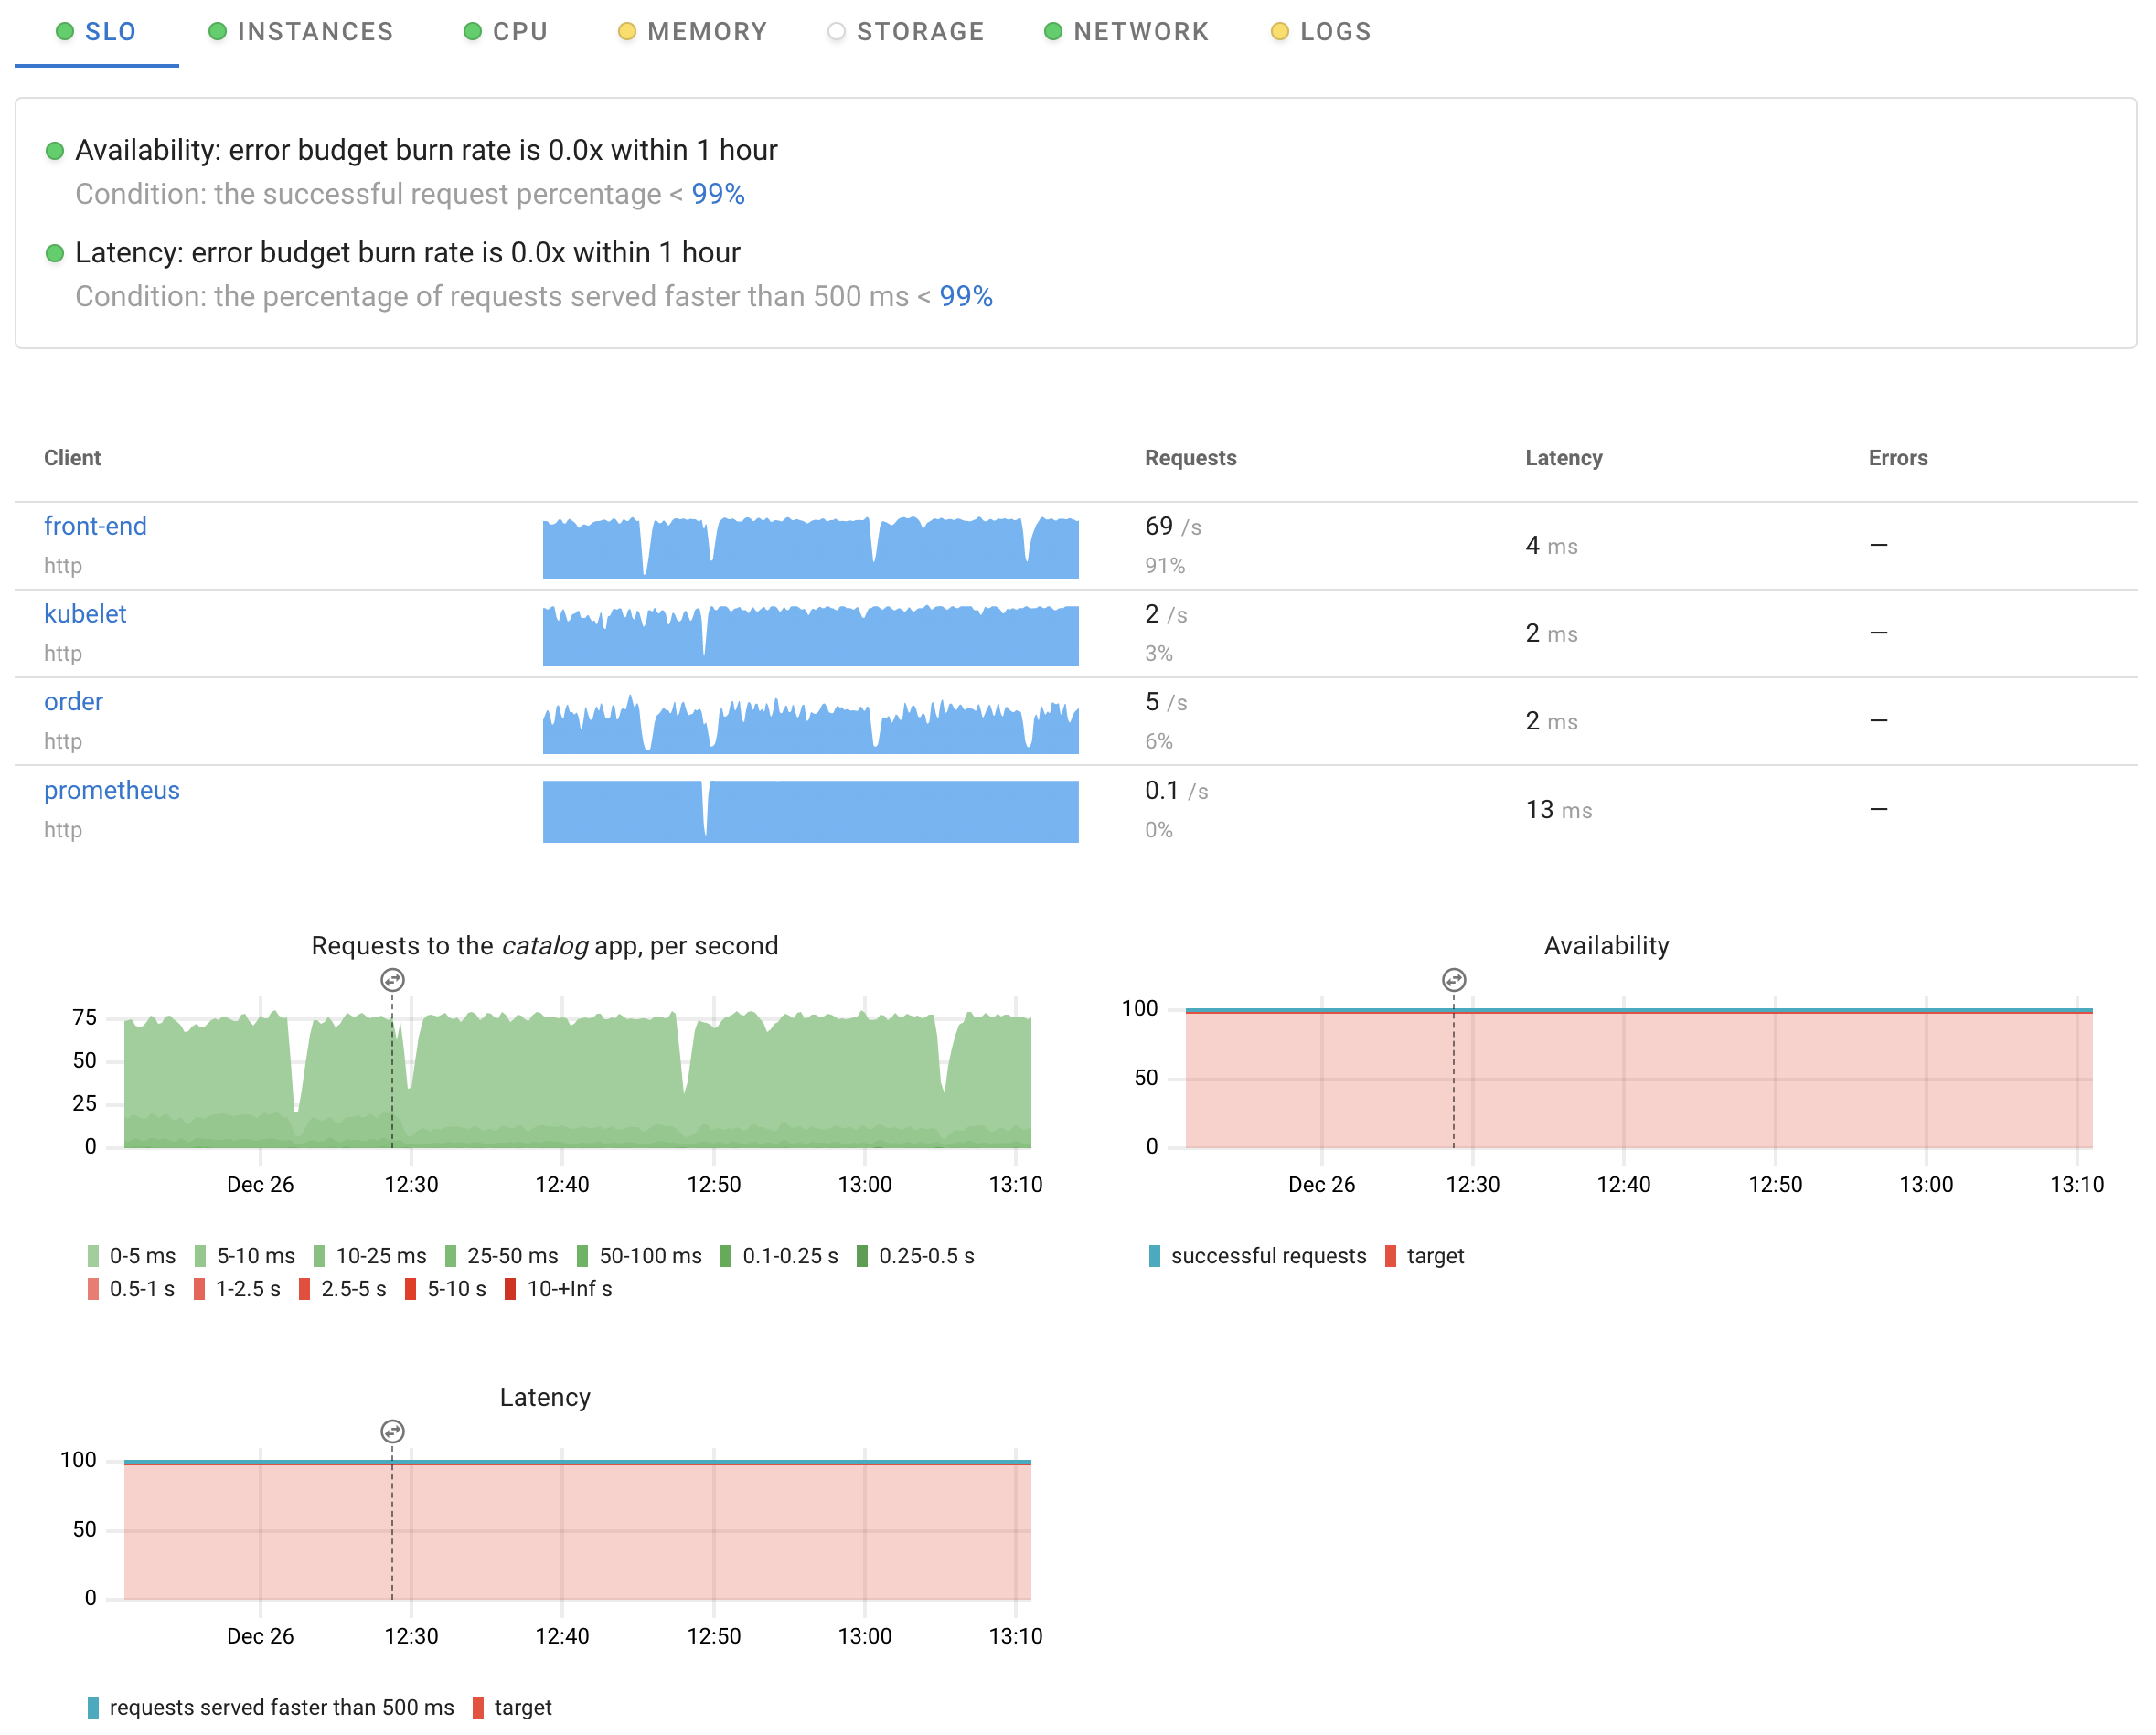 SLO INSTANCES CPU MEMORY STORAGE NETWORK LOGS
Availability: error budget burn rate is 0.0x within 1 hour
Condition: the successful request percentage < 99%
Latency: error budget burn rate is 0.0x within 1 hour
Condition: the percentage of requests served faster than 500 ms < 99%
Client Requests Latency Errors
front-end 69 /s 4 ms —
http 91%
kubelet 2 /s 2 ms —
http 3%
order 5 /s 2 ms —
http 6%
prometheus 0.1 /s 13 ms —
http 0%
Requests to the catalog app, per second
75
50
25
0
Dec 26 12:30 12:40 12:50 13:00 13:10
0-5 ms 5-10 ms 10-25 ms 25-50 ms 50-100 ms 0.1-0.25 s 0.25-0.5 s
0.5-1 s 1-2.5 s 2.5-5 s 5-10 s 10-+Inf s
Availability
100
50
0
Dec 26 12:30 12:40 12:50 13:00 13:10
successful requests target
Latency
100
50
0
Dec 26 12:30 12:40 12:50 13:00 13:10
requests served faster than 500 ms target